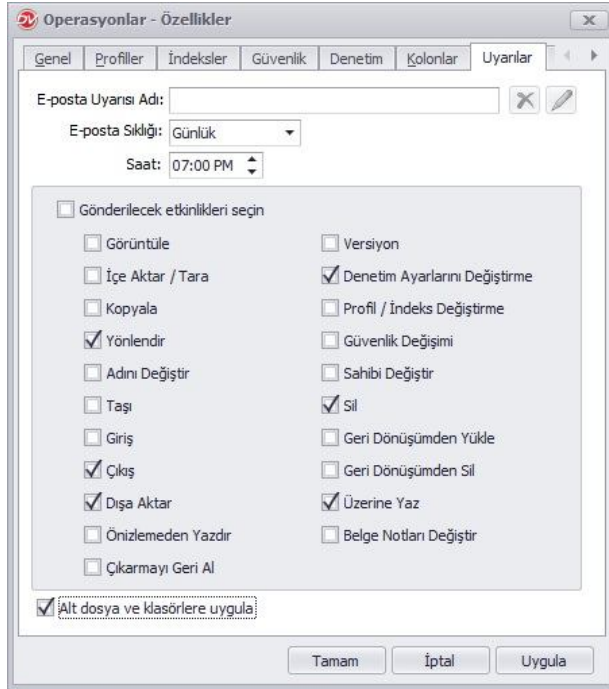 Operasyonlar - Özellikler
Genel Profiller İndeksler Güvenlik Denetim Kolonlar Uyarılar
E-posta Uyarısı Adı:
E-posta Sıklığı: Günlük
Saat: 07:00 PM
Gönderilecek etkinlikleri seçin
Görüntüle Versiyon
İçe Aktar / Tara Denetim Ayarlarını Değiştirme
Kopyala Profil / İndeks Değiştirme
Yönlendir Güvenlik Değişimi
Adını Değiştir Sahibi Değiştir
Taşı Sil
Giriş Geri Dönüşümden Yükle
Çıkış Geri Dönüşümden Sil
Dışa Aktar Üzerine Yaz
Önizlemeden Yazdır Belge Notları Değiştir
Çıkarmayı Geri Al
Alt dosya ve klasörlere uygula
Tamam İptal Uygula